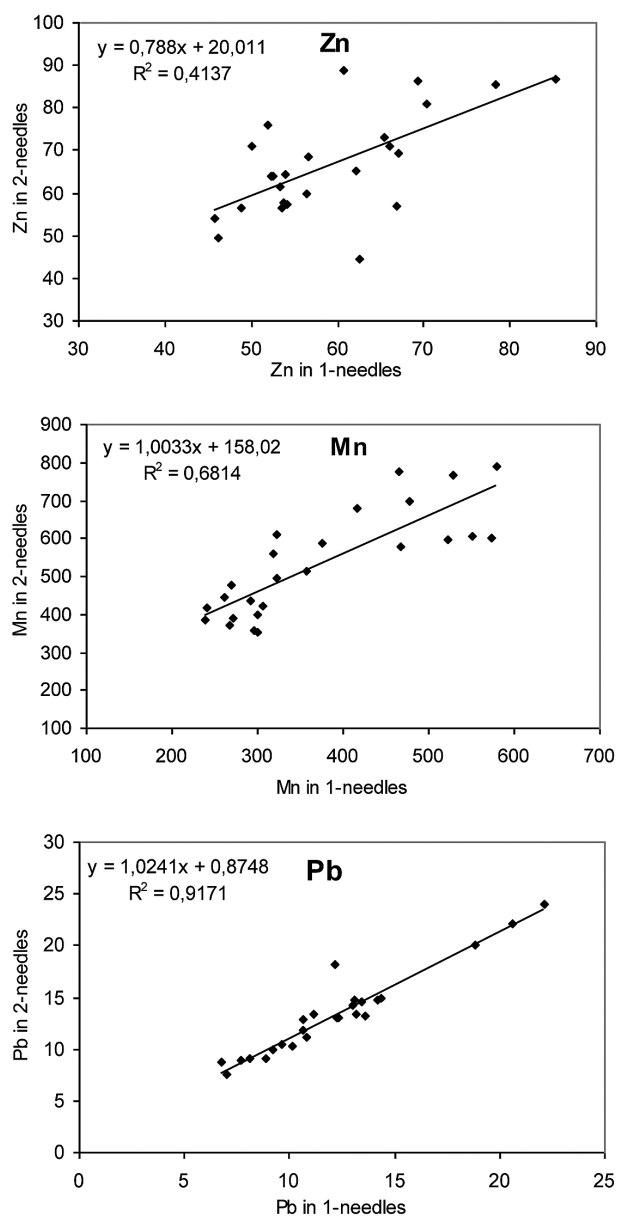 Zn
y = 0,788x + 20,011
R² = 0,4137
Zn in 2-needles
100
90
80
70
60
50
40
30
30 40 50 60 70 80 90
Zn in 1-needles
Mn
y = 1,0033x + 158,02
R² = 0,6814
Mn in 2-needles
900
800
700
600
500
400
300
200
100
100 200 300 400 500 600 700
Mn in 1-needles
Pb
y = 1,0241x + 0,8748
R² = 0,9171
Pb in 2-needles
30
25
20
15
10
5
0
0 5 10 15 20 25
Pb in 1-needles